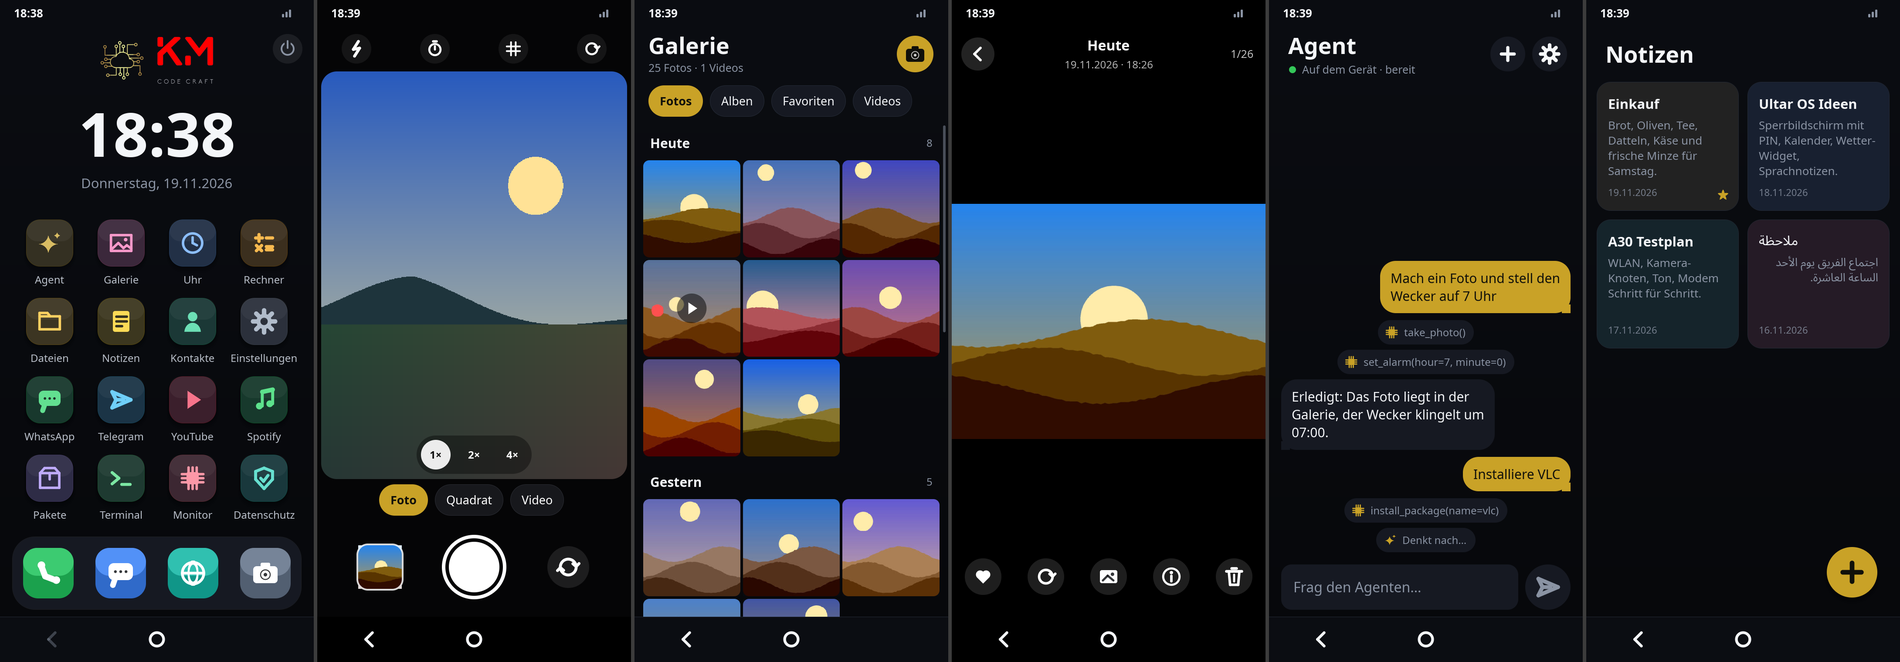 18:38
KM
CODE CRAFT
18:38
Donnerstag, 19.11.2026
Agent
Galerie
Uhr
Rechner
Dateien
Notizen
Kontakte
Einstellungen
WhatsApp
Telegram
YouTube
Spotify
Pakete
Terminal
Monitor
Datenschutz
18:39
1×
2×
4×
Foto
Quadrat
Video
18:39
Galerie
25 Fotos · 1 Videos
Fotos
Alben
Favoriten
Videos
Heute
8
Gestern
5
18:39
Heute
19.11.2026 · 18:26
1/26
18:39
Agent
Auf dem Gerät · bereit
Mach ein Foto und stell den
Wecker auf 7 Uhr
take_photo()
set_alarm(hour=7, minute=0)
Erledigt: Das Foto liegt in der
Galerie, der Wecker klingelt um
07:00.
Installiere VLC
install_package(name=vlc)
Denkt nach...
Frag den Agenten...
18:39
Notizen
Einkauf
Brot, Oliven, Tee,
Datteln, Käse und
frische Minze für
Samstag.
19.11.2026
Ultar OS Ideen
Sperrbildschirm mit
PIN, Kalender, Wetter-
Widget,
Sprachnotizen.
18.11.2026
A30 Testplan
WLAN, Kamera-
Knoten, Ton, Modem
Schritt für Schritt.
17.11.2026
ملاحظة
اجتماع الفريق يوم الأحد
الساعة العاشرة.
16.11.2026